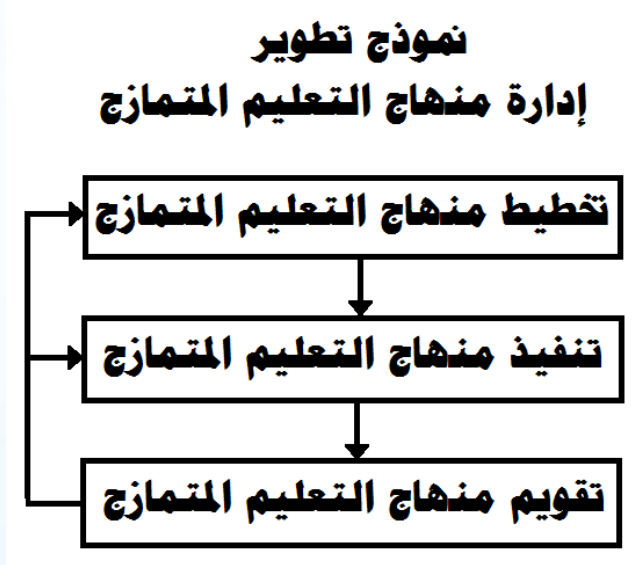 نموذج تطوير
إدارة منهاج التعليم المتمازج
تخطيط منهاج التعليم المتمازج
تنفيذ منهاج التعليم المتمازج
تقويم منهاج التعليم المتمازج